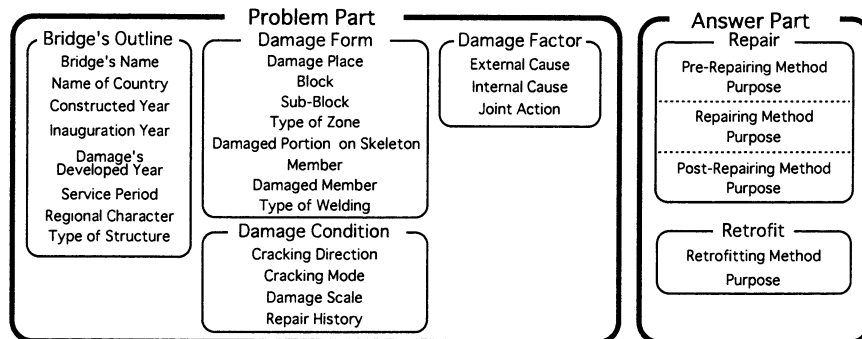 Problem Part
Bridge's Outline
Bridge's Name
Name of Country
Constructed Year
Inauguration Year
Damage's
Developed Year
Service Period
Regional Character
Type of Structure
Damage Form
Damage Place
Block
Sub-Block
Type of Zone
Damaged Portion on Skeleton
Member
Damaged Member
Type of Welding
Damage Condition
Cracking Direction
Cracking Mode
Damage Scale
Repair History
Damage Factor
External Cause
Internal Cause
Joint Action
Answer Part
Repair
Pre-Repairing Method
Purpose
Repairing Method
Purpose
Post-Repairing Method
Purpose
Retrofit
Retrofitting Method
Purpose